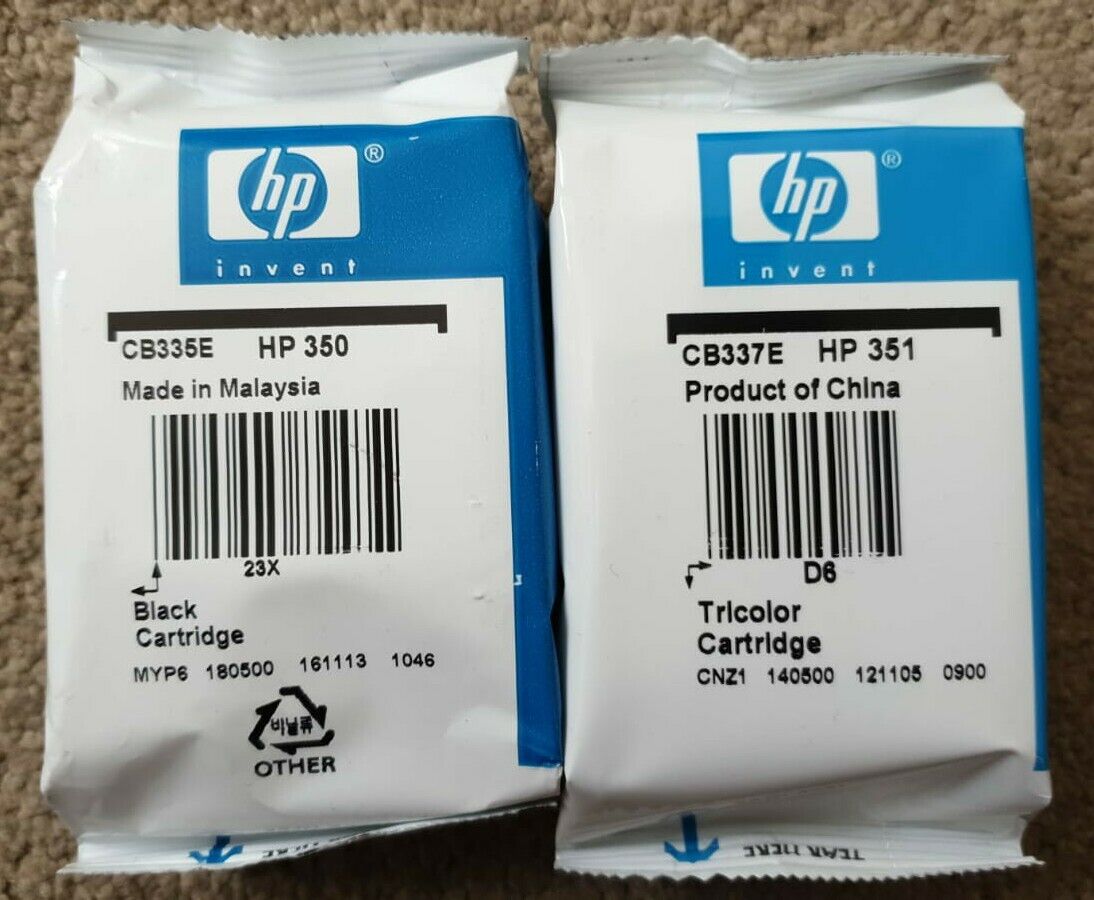 hp ®
invent
CB335E HP 350
Made in Malaysia
23X
Black
Cartridge
MYP6 180500 161113 1046
비닐류
OTHER
hp ®
invent
CB337E HP 351
Product of China
D6
Tricolor
Cartridge
CNZ1 140500 121105 0900
TEAR HERE